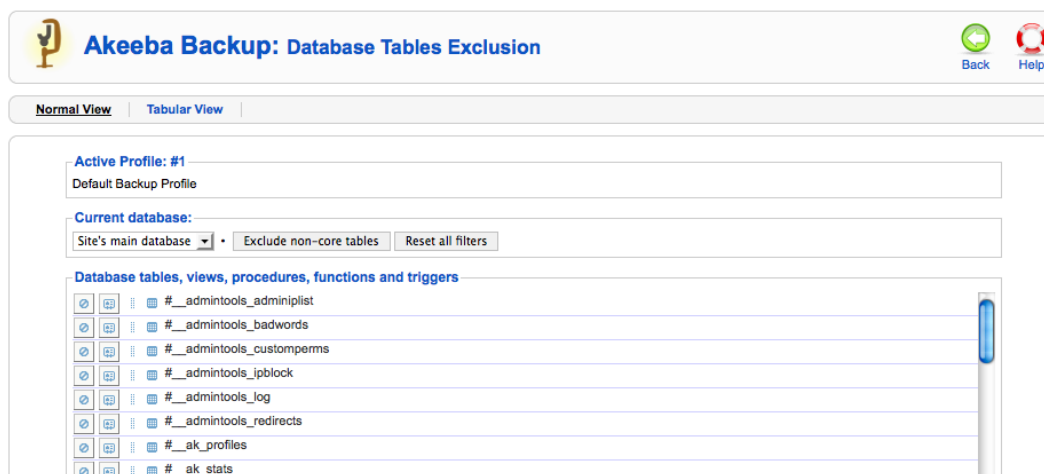 Akeeba Backup: Database Tables Exclusion
Back
Help
Normal View
Tabular View
Active Profile: #1
Default Backup Profile
Current database:
Site's main database • Exclude non-core tables Reset all filters
Database tables, views, procedures, functions and triggers
#__admintools_adminiplist
#__admintools_badwords
#__admintools_customperms
#__admintools_ipblock
#__admintools_log
#__admintools_redirects
#__ak_profiles
#__ak_stats